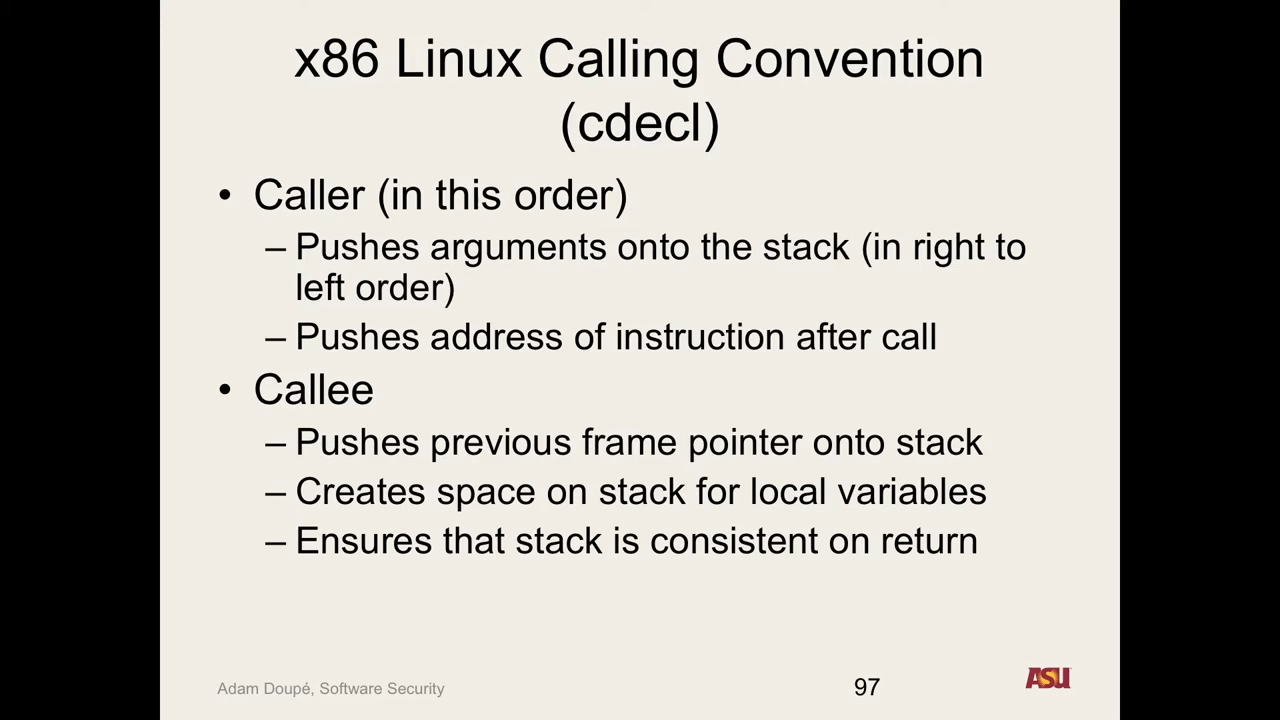 x86 Linux Calling Convention
(cdecl)
• Caller (in this order)
– Pushes arguments onto the stack (in right to
left order)
– Pushes address of instruction after call
• Callee
– Pushes previous frame pointer onto stack
– Creates space on stack for local variables
– Ensures that stack is consistent on return
Adam Doupé, Software Security
97
ASU